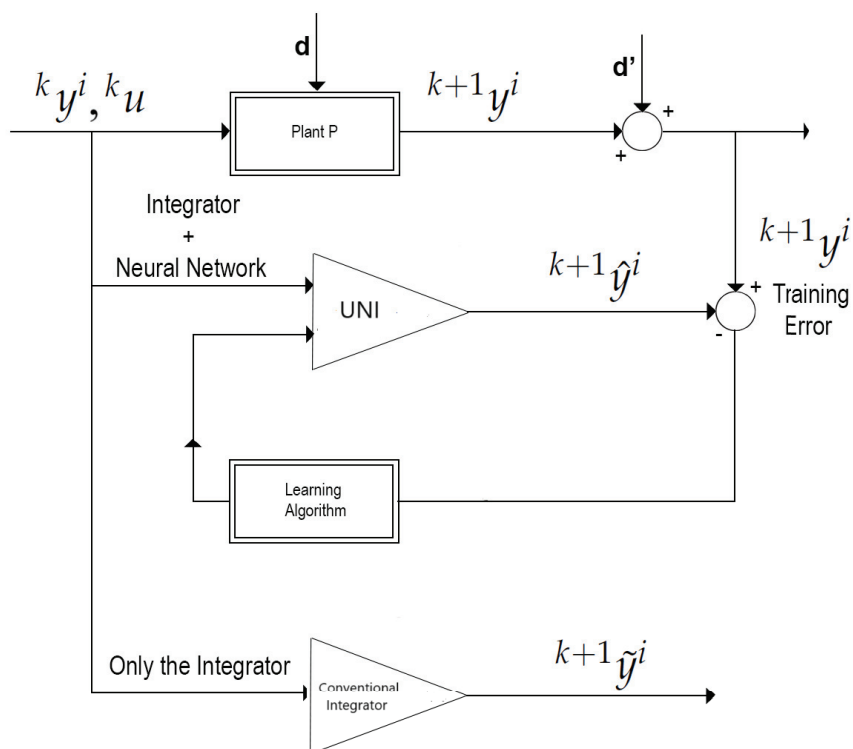 d
d'
ᵏyⁱ, ᵏu
Plant P
ᵏ⁺¹yⁱ
+
+
Integrator
+
Neural Network
ᵏ⁺¹yⁱ
UNI
ᵏ⁺¹ŷⁱ
+
-
Training
Error
Learning
Algorithm
Only the Integrator
Conventional
Integrator
ᵏ⁺¹ỹⁱ